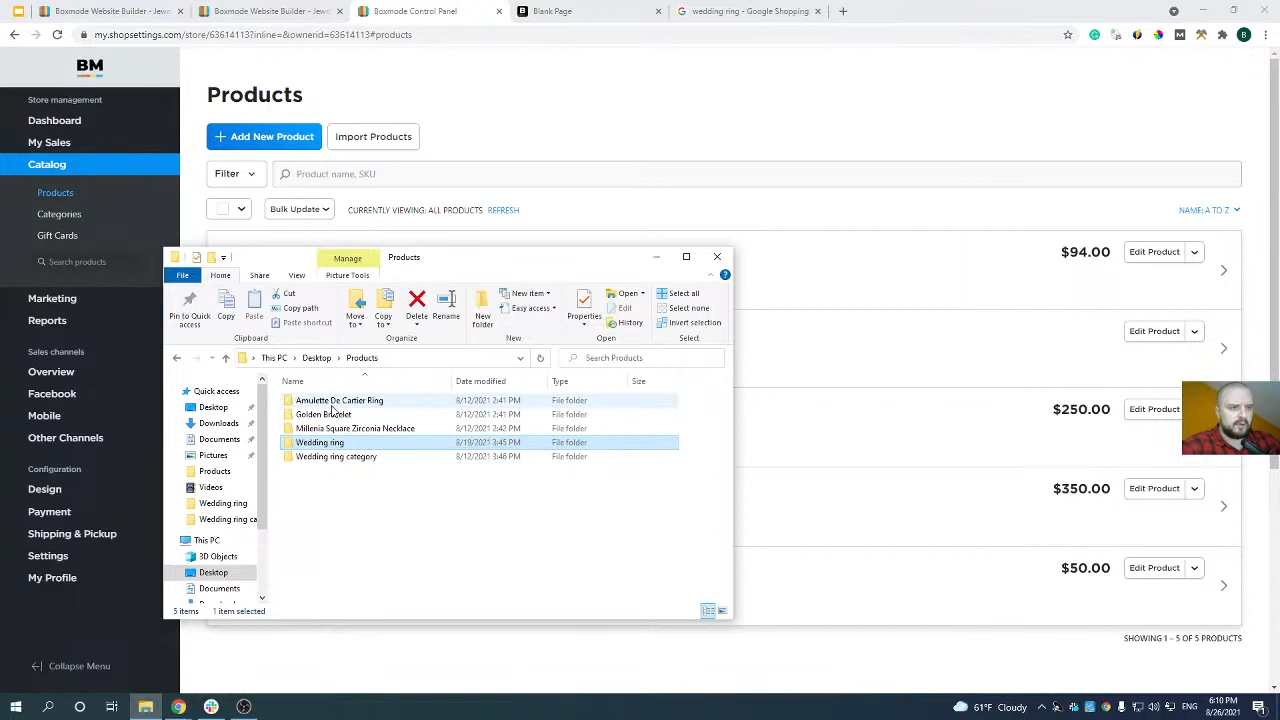 Boxmode Website Builder - Jewe
Boxmode Website Builder - Jewe
Boxmode Control Panel
Blank Page
wedding ring - Google Shopping
my.shopsettings.com/store/63614113?inline=&ownerid=63614113#products
B
BM
Store management
Dashboard
My Sales
Catalog
Products
Categories
Gift Cards
Search products
Marketing
Reports
Sales channels
Overview
Facebook
Mobile
Other Channels
Configuration
Design
Payment
Shipping & Pickup
Settings
My Profile
Collapse Menu
Products
Add New Product
Import Products
Filter
Product name, SKU
Bulk Update
CURRENTLY VIEWING: ALL PRODUCTS REFRESH
NAME: A TO Z
$94.00 Edit Product
Edit Product
$250.00 Edit Product
$350.00 Edit Product
$50.00 Edit Product
SHOWING 1 – 5 OF 5 PRODUCTS
Manage Products
File Home Share View Picture Tools
Pin to Quick access
Copy
Paste
Cut
Copy path
Paste shortcut
Clipboard
Move to
Copy to
Delete
Rename
Organize
New folder
New item
Easy access
New
Properties
Open
Edit
History
Open
Select all
Select none
Invert selection
Select
This PC Desktop Products
Search Products
Quick access
Desktop
Downloads
Documents
Pictures
Products
Videos
Wedding ring
Wedding ring ca
This PC
3D Objects
Desktop
Documents
Name Date modified Type Size
Amulette De Cartier Ring 8/12/2021 2:41 PM File folder
Golden Bracelet 8/12/2021 2:41 PM File folder
Millenia Square Zirconia Necklace 8/12/2021 2:42 PM File folder
Wedding ring 8/19/2021 3:45 PM File folder
Wedding ring category 8/12/2021 3:46 PM File folder
5 items 1 item selected
61°F Cloudy
ENG
6:10 PM
8/26/2021